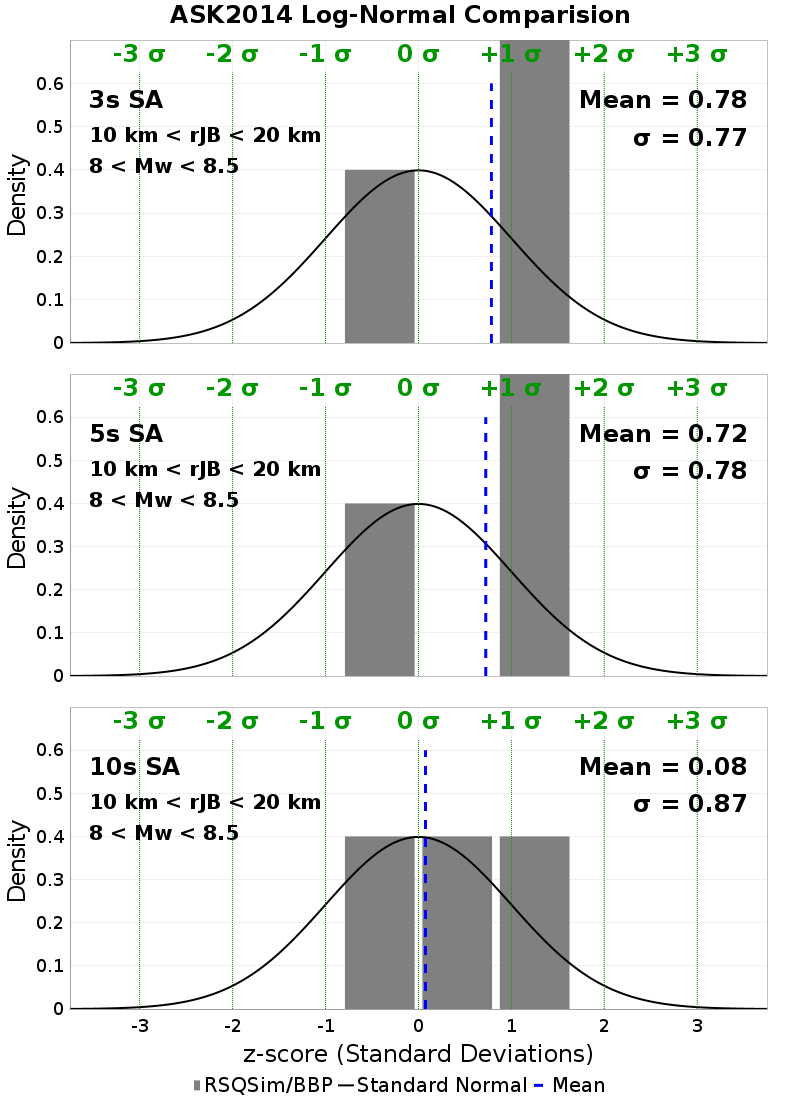 ASK2014 Log-Normal Comparision
-3 σ -2 σ -1 σ 0 σ +1 σ +2 σ +3 σ
3s SA
10 km < rJB < 20 km
8 < Mw < 8.5
Mean = 0.78
σ = 0.77
Density
0.6
0.5
0.4
0.3
0.2
0.1
0
-3 σ -2 σ -1 σ 0 σ +1 σ +2 σ +3 σ
5s SA
10 km < rJB < 20 km
8 < Mw < 8.5
Mean = 0.72
σ = 0.78
Density
0.6
0.5
0.4
0.3
0.2
0.1
0
-3 σ -2 σ -1 σ 0 σ +1 σ +2 σ +3 σ
10s SA
10 km < rJB < 20 km
8 < Mw < 8.5
Mean = 0.08
σ = 0.87
Density
0.6
0.5
0.4
0.3
0.2
0.1
0
-3 -2 -1 0 1 2 3
z-score (Standard Deviations)
RSQSim/BBP Standard Normal Mean